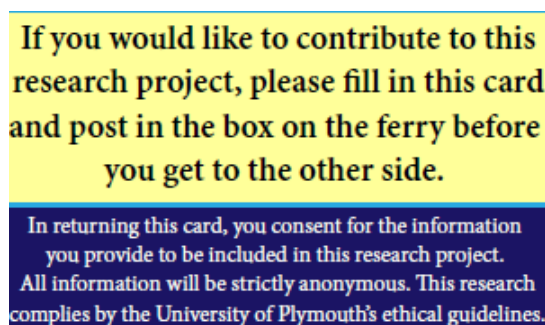 If you would like to contribute to this
research project, please fill in this card
and post in the box on the ferry before
you get to the other side.
In returning this card, you consent for the information
you provide to be included in this research project.
All information will be strictly anonymous. This research
complies by the University of Plymouth's ethical guidelines.